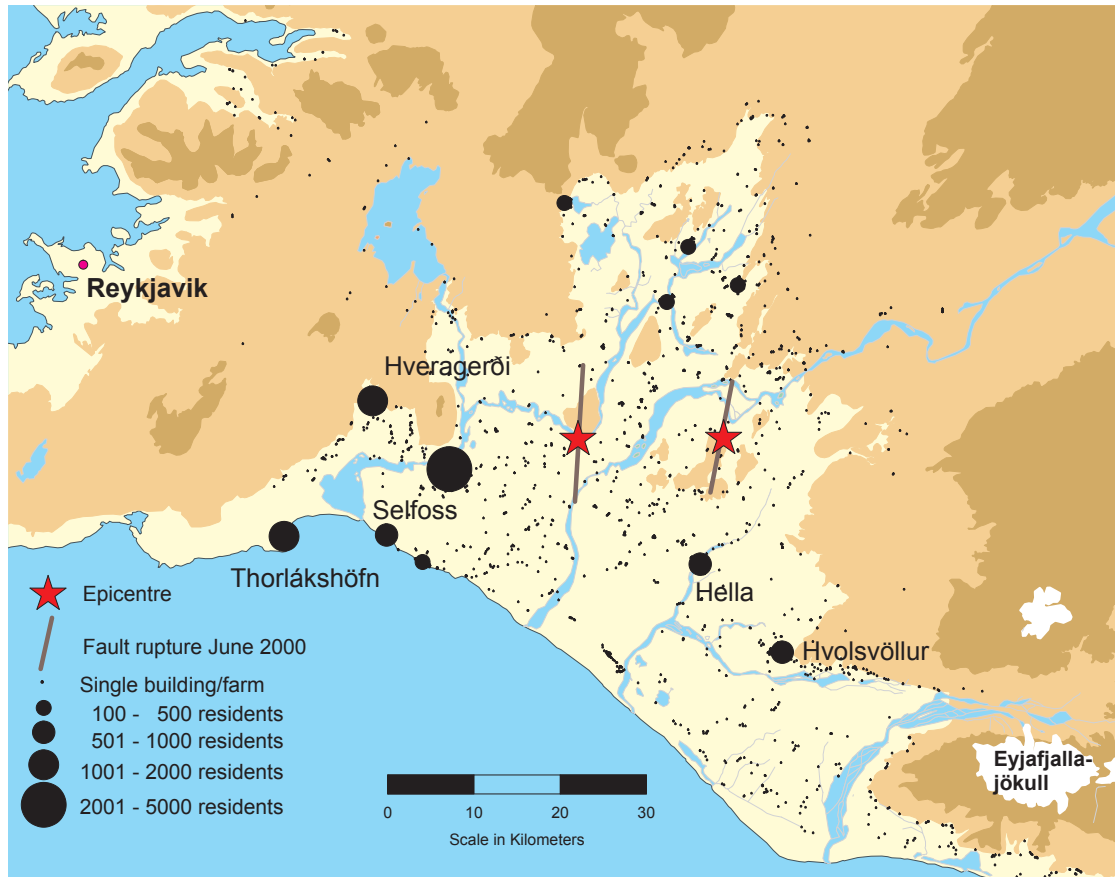 Reykjavik
Hveragerði
Selfoss
Thorlákshöfn
Hella
Hvolsvöllur
Eyjafjalla-
jökull
Epicentre
Fault rupture June 2000
Single building/farm
100 - 500 residents
501 - 1000 residents
1001 - 2000 residents
2001 - 5000 residents
0 10 20 30
Scale in Kilometers